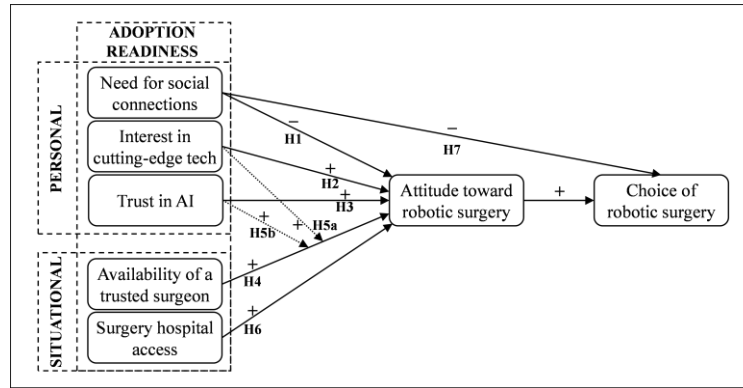 ADOPTION
READINESS
PERSONAL
Need for social
connections
Interest in
cutting-edge tech
Trust in AI
SITUATIONAL
Availability of a
trusted surgeon
Surgery hospital
access
−
H1
−
H7
+
H2
+
H3
+
H5b
+
H5a
+
H4
+
H6
Attitude toward
robotic surgery
+
Choice of
robotic surgery